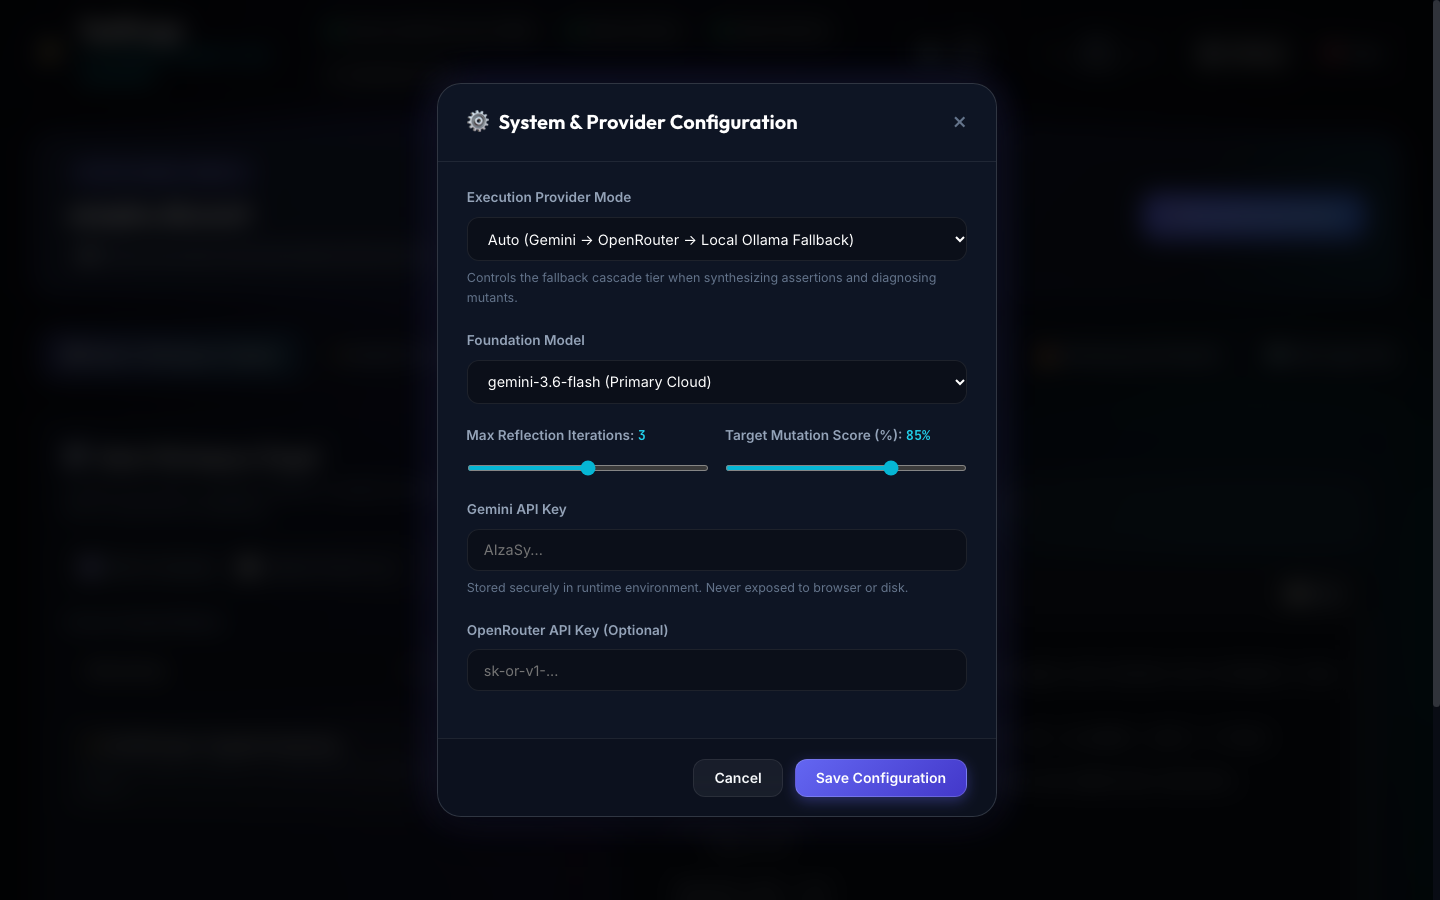 System & Provider Configuration
×
Execution Provider Mode
Auto (Gemini → OpenRouter → Local Ollama Fallback)
Controls the fallback cascade tier when synthesizing assertions and diagnosing
mutants.
Foundation Model
gemini-3.6-flash (Primary Cloud)
Max Reflection Iterations: 3
Target Mutation Score (%): 85%
Gemini API Key
AIzaSy...
Stored securely in runtime environment. Never exposed to browser or disk.
OpenRouter API Key (Optional)
sk-or-v1-...
Cancel
Save Configuration